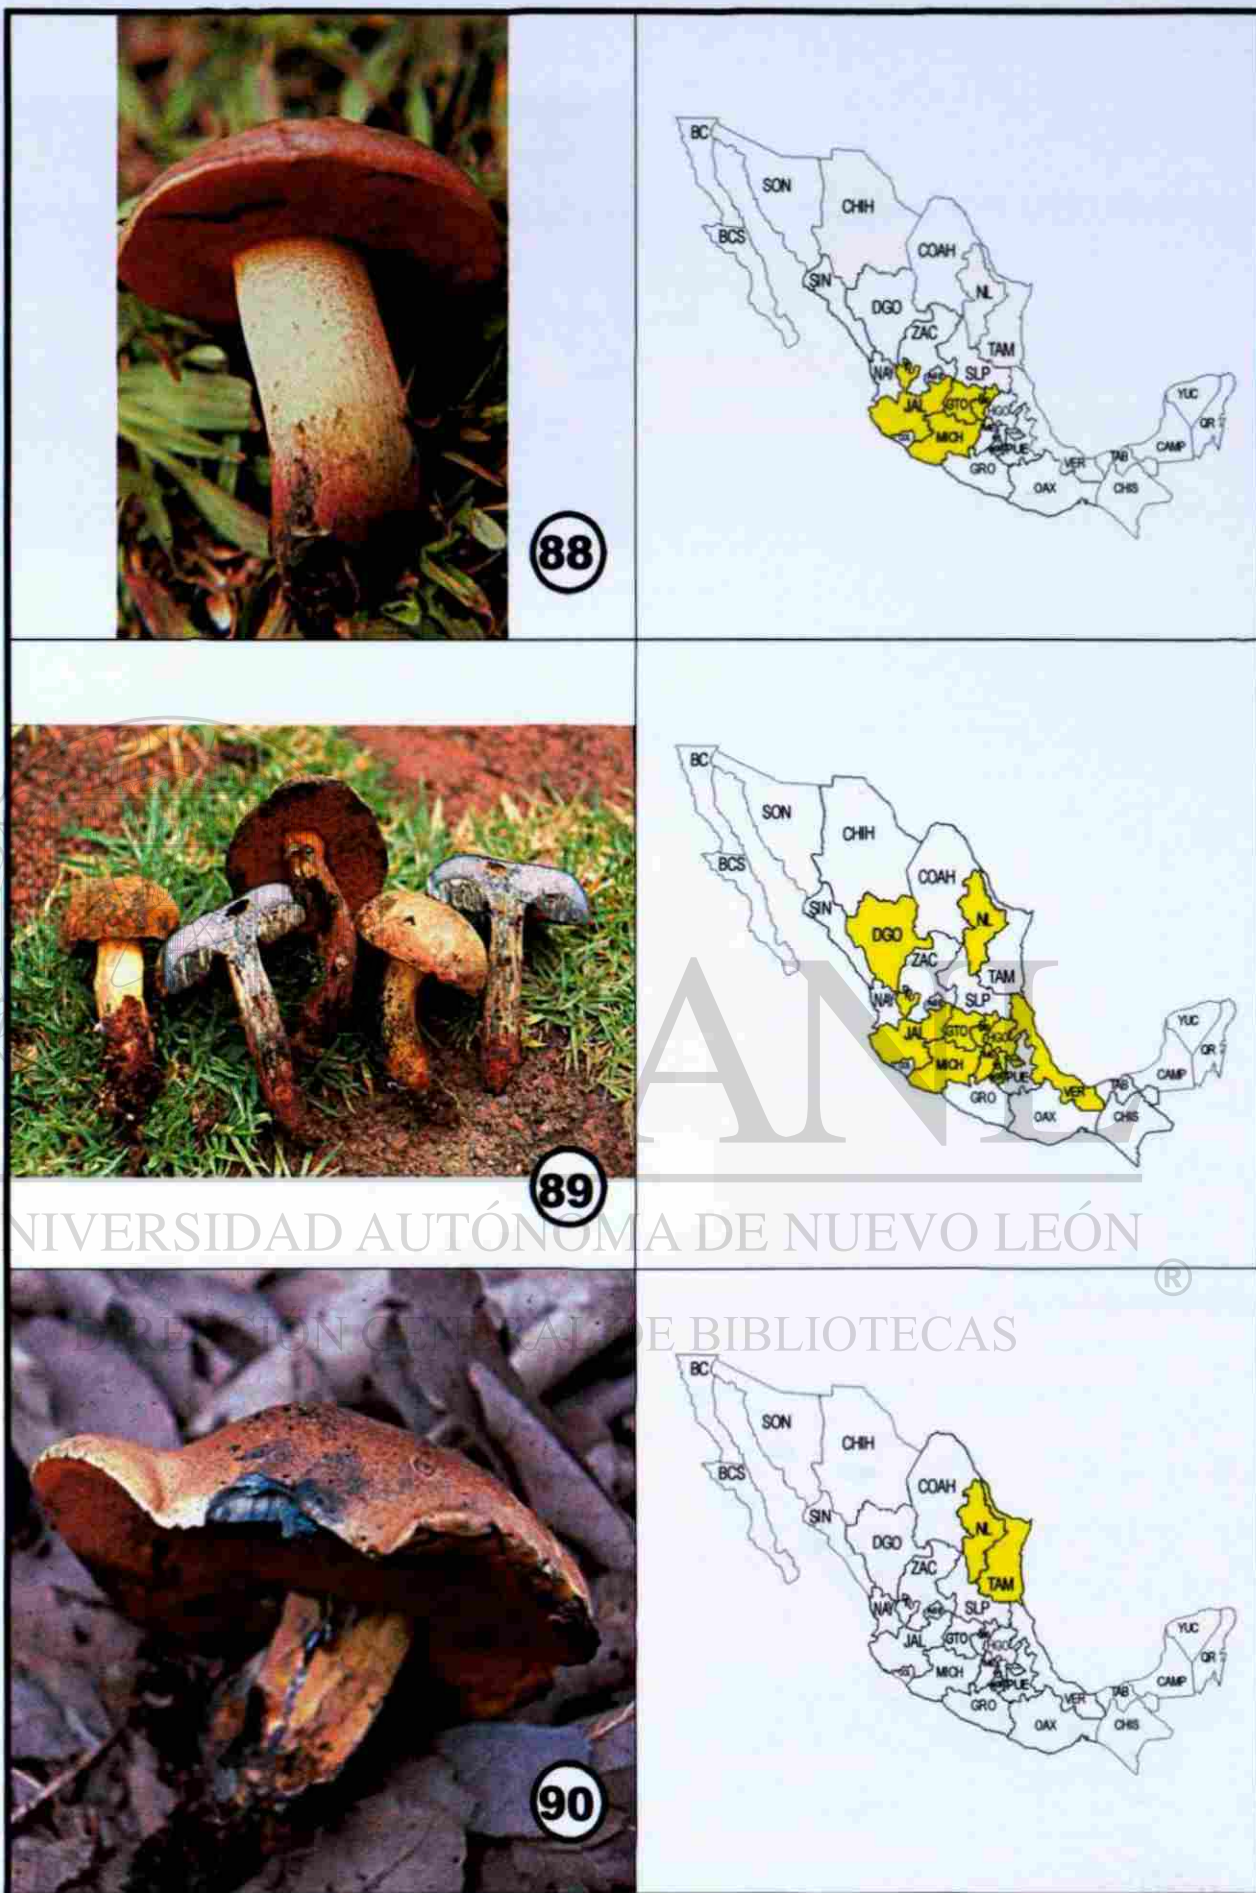 BC
SON
CHIH
COAH
BCS
SIN
NL
DGO
ZAC
TAM
NAY
SLP
JAL
GTO
HGO
MICH
PUE
GRO
VER
TAB
OAX
CHIS
CAMP
YUC
QR
88
BC
SON
CHIH
COAH
BCS
SIN
NL
DGO
ZAC
TAM
NAY
SLP
JAL
GTO
HGO
MICH
PUE
GRO
VER
TAB
OAX
CHIS
CAMP
YUC
QR
89
ANL
NIVERSIDAD AUTÓNOMA DE NUEVO LEÓN
®
DIRECCIÓN GENERAL DE BIBLIOTECAS
BC
SON
CHIH
COAH
BCS
SIN
NL
DGO
ZAC
TAM
NAY
SLP
JAL
GTO
HGO
MICH
PUE
GRO
VER
TAB
OAX
CHIS
CAMP
YUC
QR
90